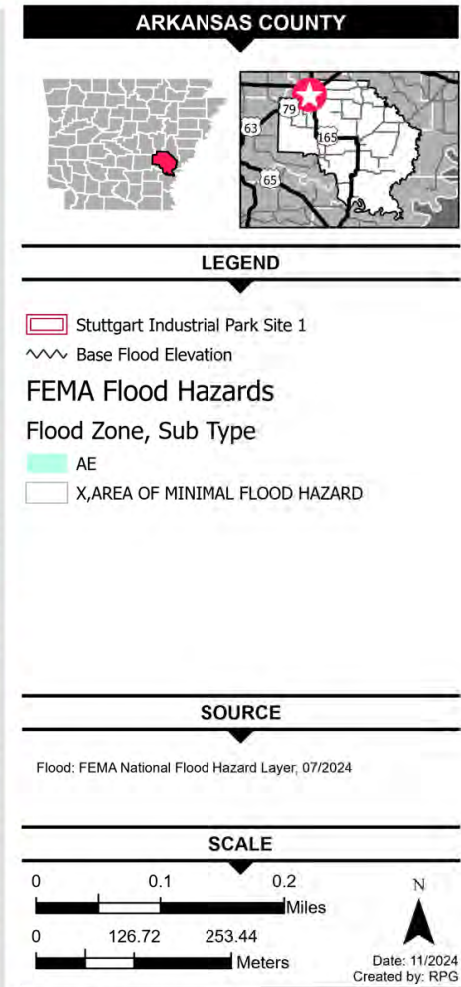 ARKANSAS COUNTY
79
63
165
65
LEGEND
Stuttgart Industrial Park Site 1
Base Flood Elevation
FEMA Flood Hazards
Flood Zone, Sub Type
AE
X,AREA OF MINIMAL FLOOD HAZARD
SOURCE
Flood: FEMA National Flood Hazard Layer, 07/2024
SCALE
0 0.1 0.2
Miles
N
0 126.72 253.44
Meters
Date: 11/2024
Created by: RPG